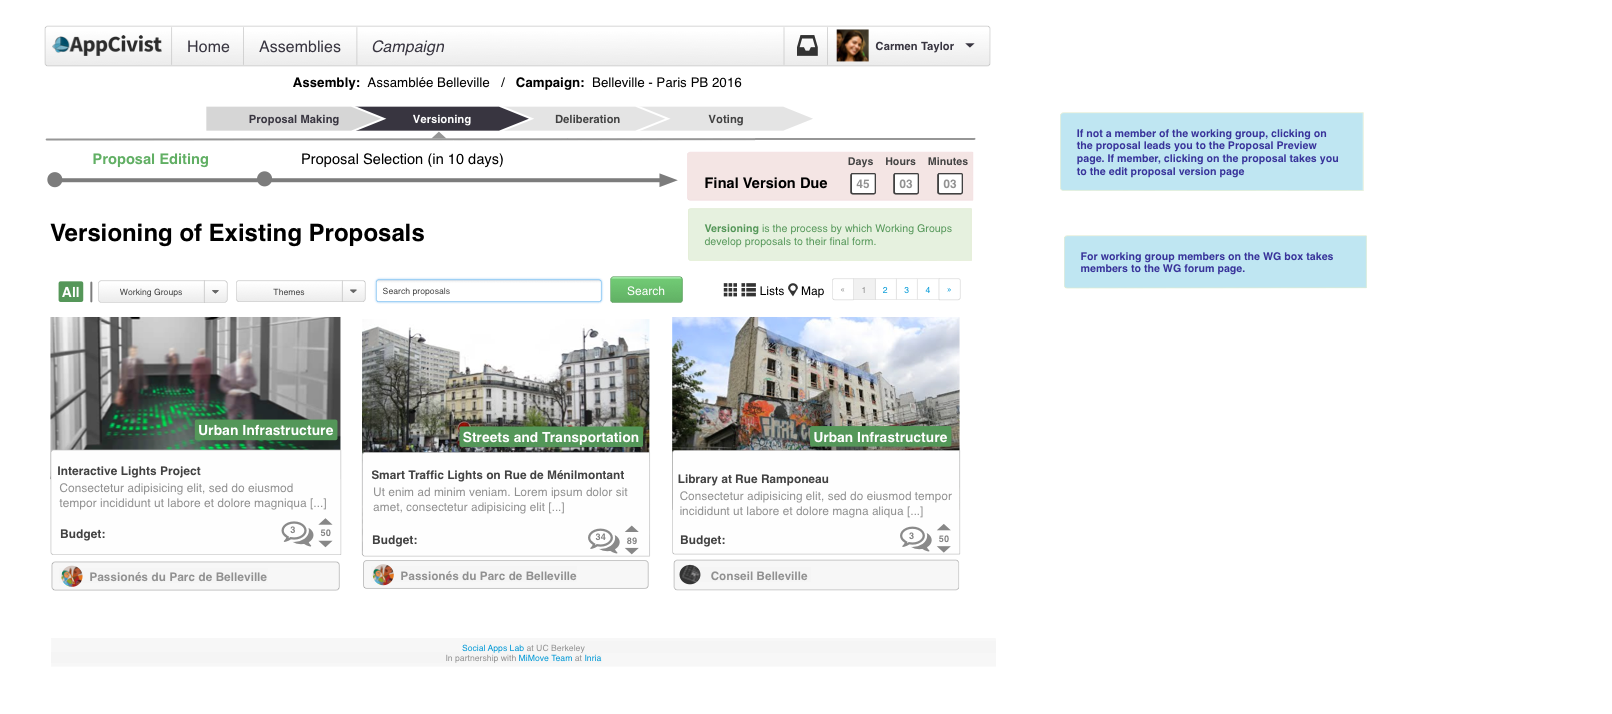 AppCivist Home Assemblies Campaign Carmen Taylor
Assembly: Assamblée Belleville / Campaign: Belleville - Paris PB 2016
Proposal Making Versioning Deliberation Voting
Proposal Editing Proposal Selection (in 10 days)
Days Hours Minutes
Final Version Due 45 03 03
Versioning of Existing Proposals
Versioning is the process by which Working Groups
develop proposals to their final form.
All | Working Groups Themes Search proposals Search Lists Map « 1 2 3 4 »
Urban Infrastructure
Interactive Lights Project
Consectetur adipisicing elit, sed do eiusmod
tempor incididunt ut labore et dolore magniqua [...]
Budget: 3 50
Passionés du Parc de Belleville
Streets and Transportation
Smart Traffic Lights on Rue de Ménilmontant
Ut enim ad minim veniam. Lorem ipsum dolor sit
amet, consectetur adipisicing elit [...]
Budget: 34 89
Passionés du Parc de Belleville
Urban Infrastructure
Library at Rue Ramponeau
Consectetur adipisicing elit, sed do eiusmod tempor
incididunt ut labore et dolore magna aliqua [...]
Budget: 3 50
Conseil Belleville
Social Apps Lab at UC Berkeley
In partnership with MiMove Team at Inria
If not a member of the working group, clicking on
the proposal leads you to the Proposal Preview
page. If member, clicking on the proposal takes you
to the edit proposal version page
For working group members on the WG box takes
members to the WG forum page.